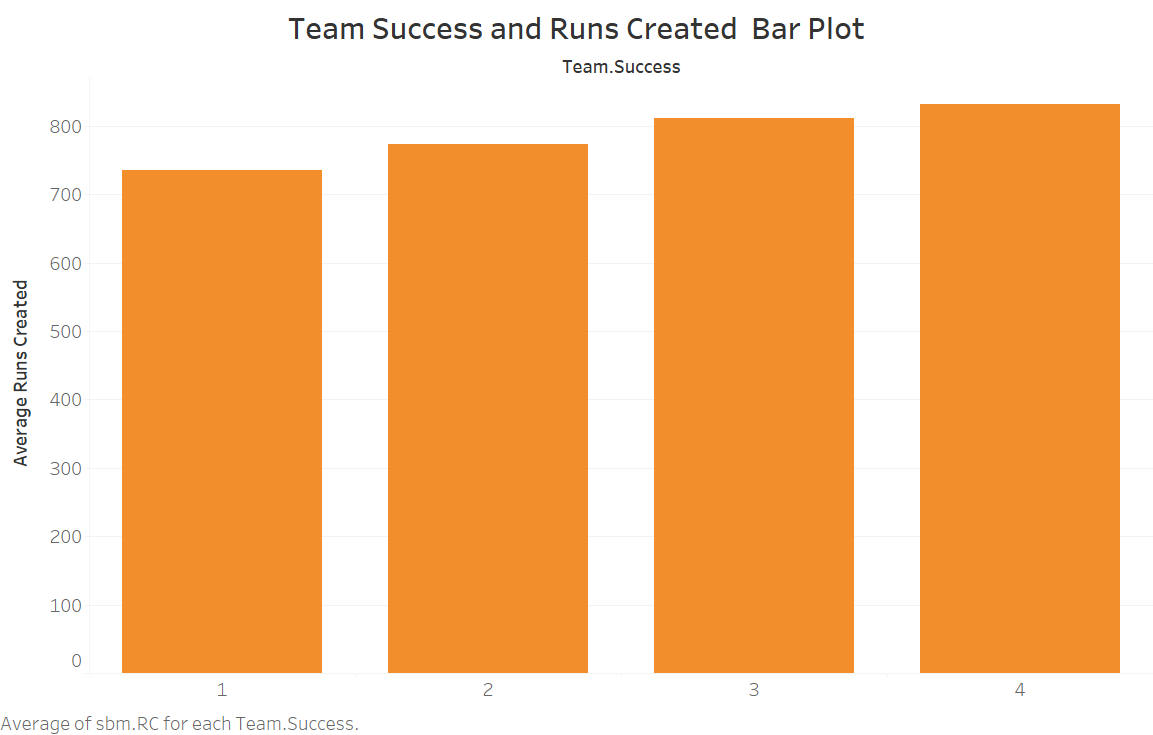 Team Success and Runs Created  Bar Plot
Team.Success
Average Runs Created
800
700
600
500
400
300
200
100
0
1 2 3 4
Average of sbm.RC for each Team.Success.